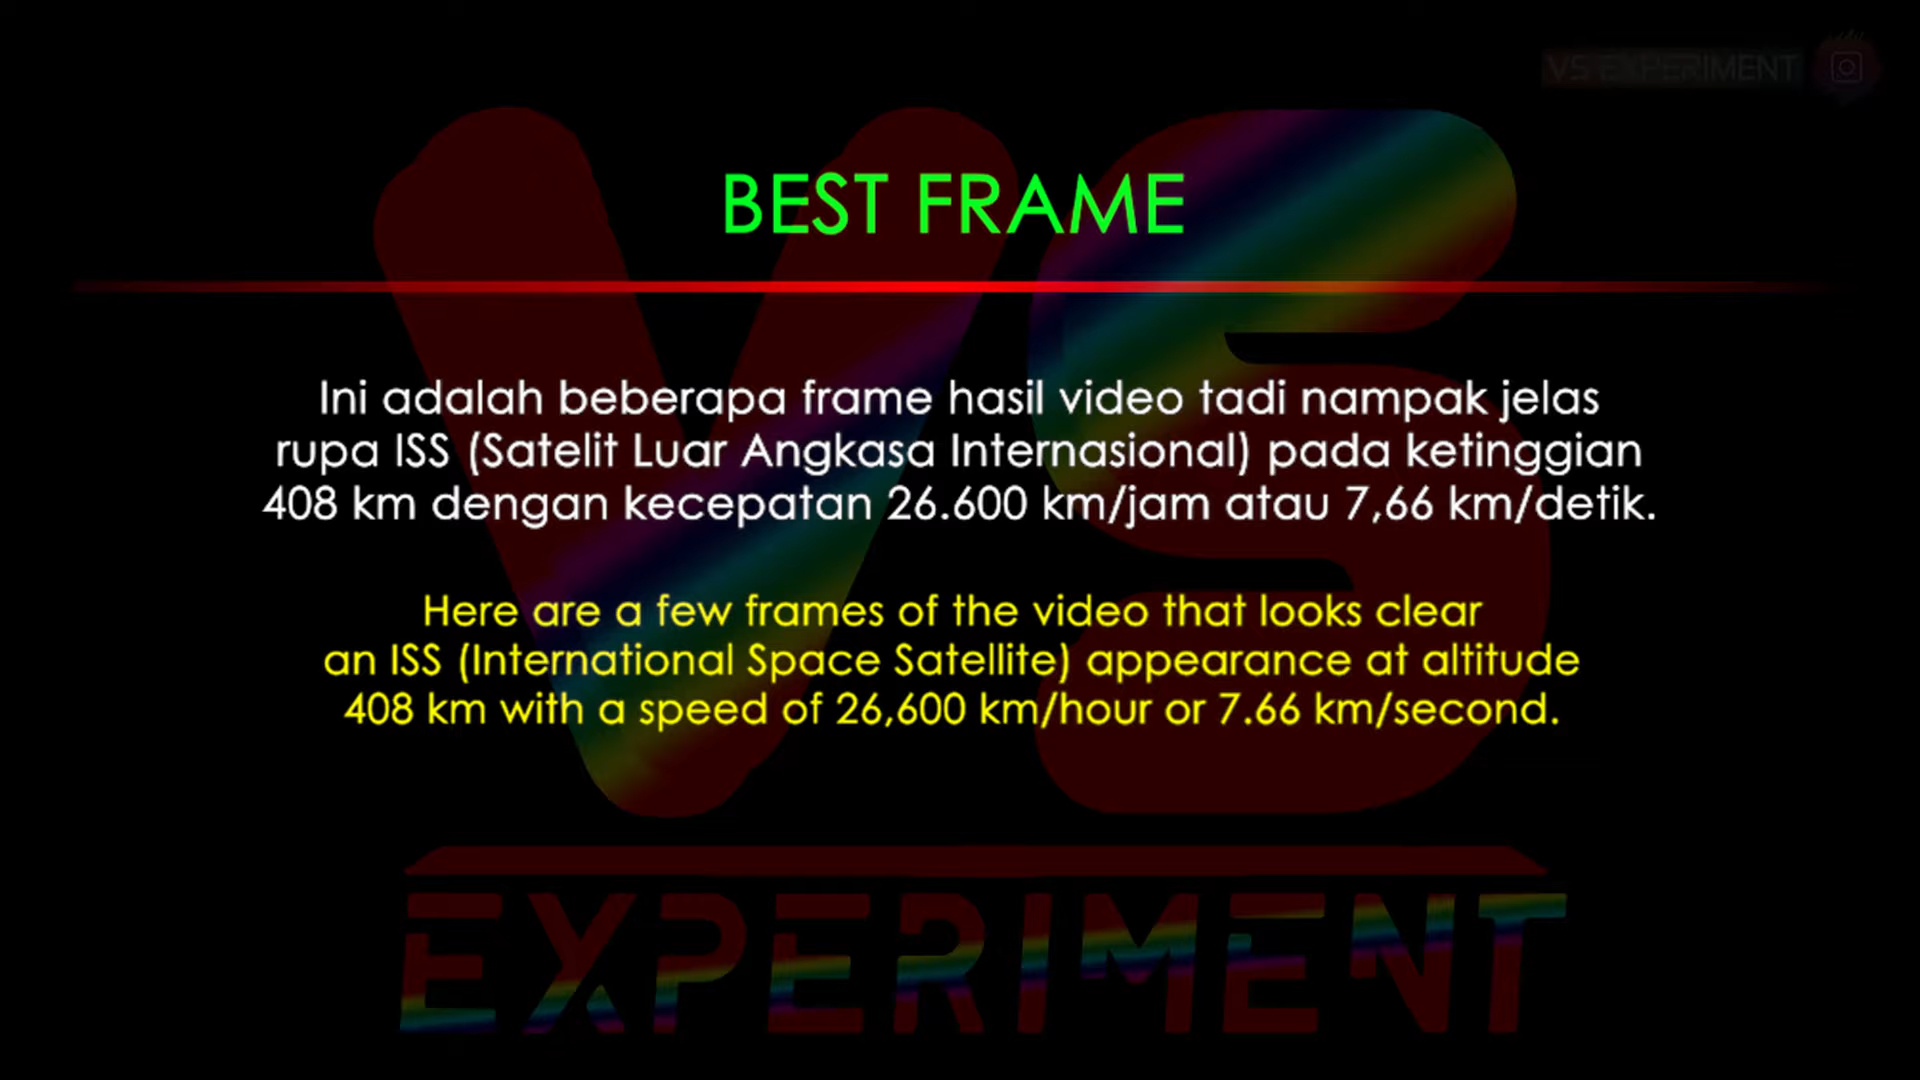 VS EXPERIMENT
BEST FRAME
Ini adalah beberapa frame hasil video tadi nampak jelas
rupa ISS (Satelit Luar Angkasa Internasional) pada ketinggian
408 km dengan kecepatan 26.600 km/jam atau 7,66 km/detik.
Here are a few frames of the video that looks clear
an ISS (International Space Satellite) appearance at altitude
408 km with a speed of 26,600 km/hour or 7.66 km/second.
VS
EXPERIMENT